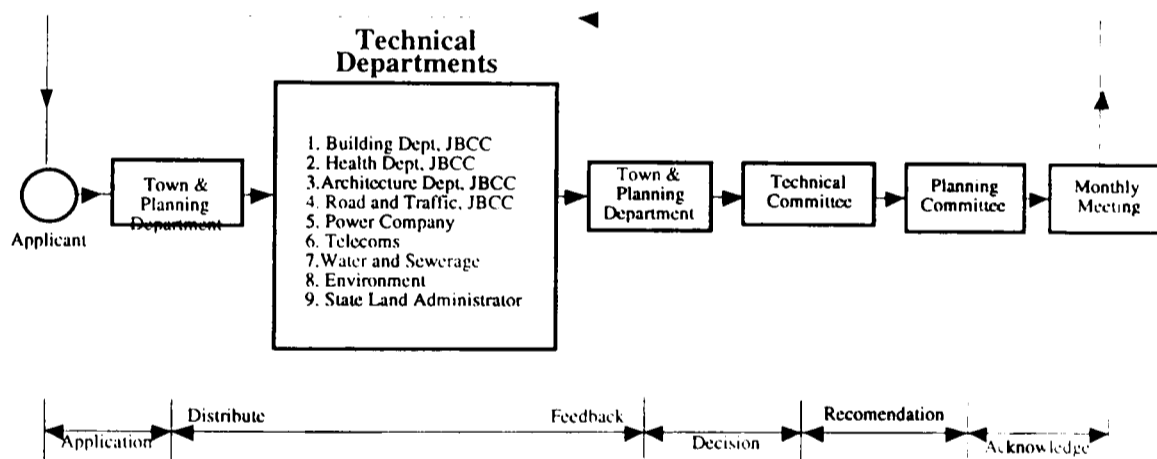 Technical
Departments
1. Building Dept, JBCC
2. Health Dept, JBCC
3.Architecture Dept, JBCC
4. Road and Traffic, JBCC
5. Power Company
6. Telecoms
7.Water and Sewerage
8. Environment
9. State Land Administrator
Applicant
Town &
Planning
Department
Town &
Planning
Department
Technical
Committee
Planning
Committee
Monthly
Meeting
Application
Distribute
Feedback
Decision
Recomendation
Acknowledge